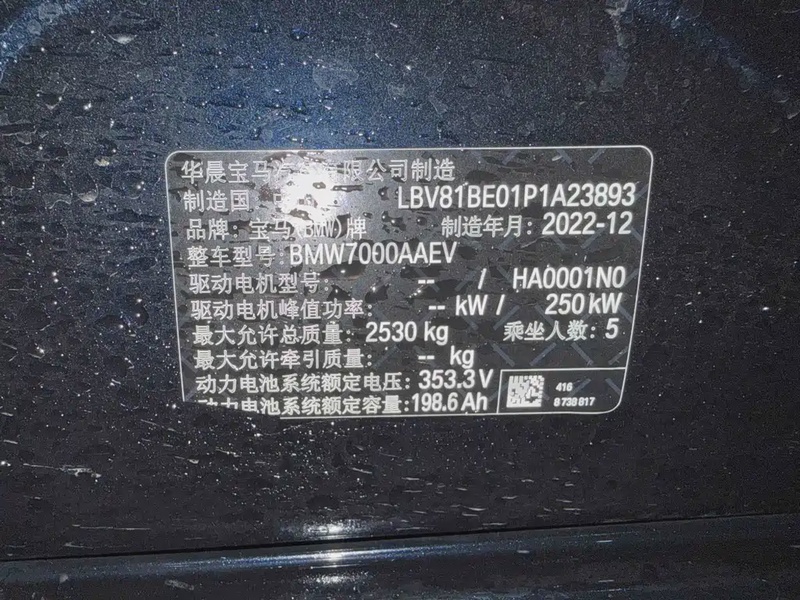 华晨宝马汽 有限公司制造
制造国: LBV81BE01P1A23893
品牌: 宝马(BMW)牌 制造年月: 2022-12
整车型号: BMW7000AAEV
驱动电机型号: -- / HA0001N0
驱动电机峰值功率: -- kW / 250 kW
最大允许总质量: 2530 kg 乘坐人数: 5
最大允许牵引质量: -- kg
动力电池系统额定电压: 353.3 V
动力电池系统额定容量: 198.6 Ah
416
8 738 817